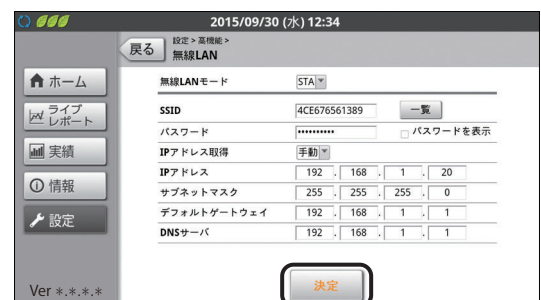 2015/09/30 (水) 12:34
戻る
設定 > 高機能 >
無線LAN
ホーム
ライブ
レポート
実績
情報
設定
Ver *.*.*.*
無線LANモード STA
SSID 4CE676561389 一覧
パスワード •••••••••• パスワードを表示
IPアドレス取得 手動
IPアドレス 192 . 168 . 1 . 20
サブネットマスク 255 . 255 . 255 . 0
デフォルトゲートウェイ 192 . 168 . 1 . 1
DNSサーバ 192 . 168 . 1 . 1
決定